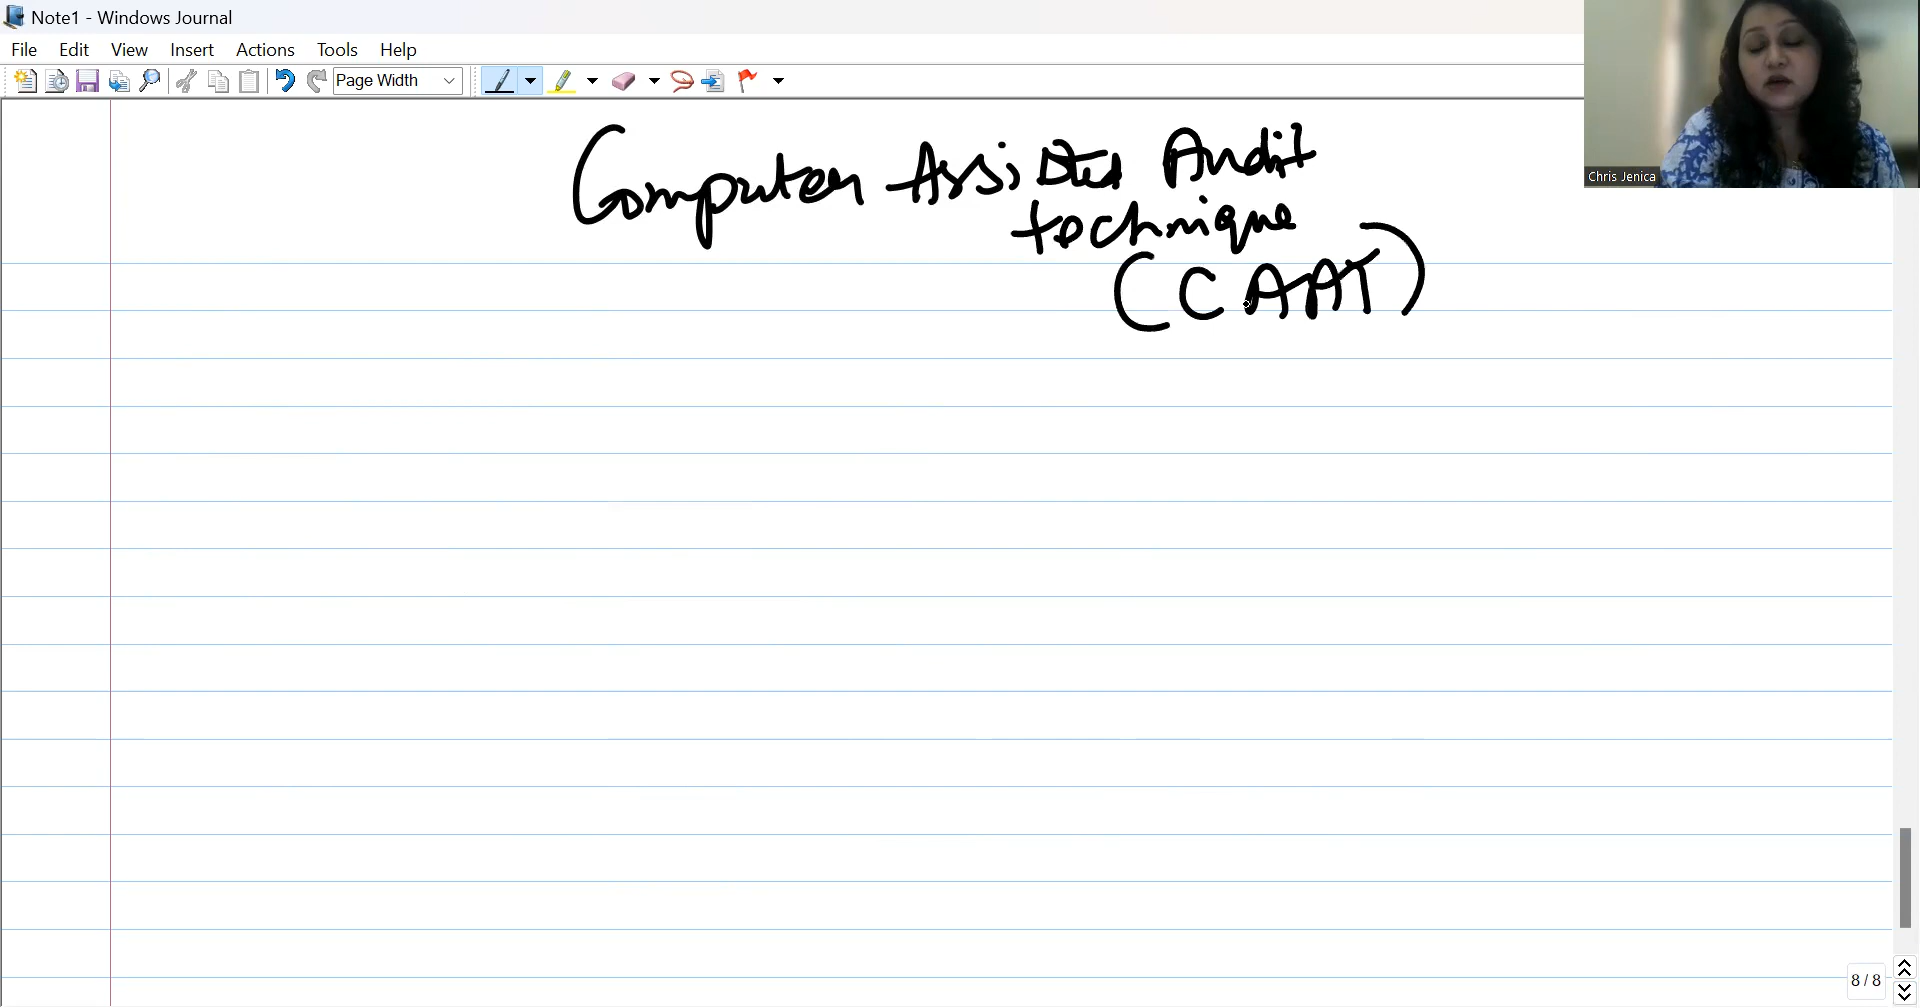 Note1 - Windows Journal
File Edit View Insert Actions Tools Help
Page Width
Chris Jenica
Computer Assisted Audit
technique
(CAAT)
8 / 8